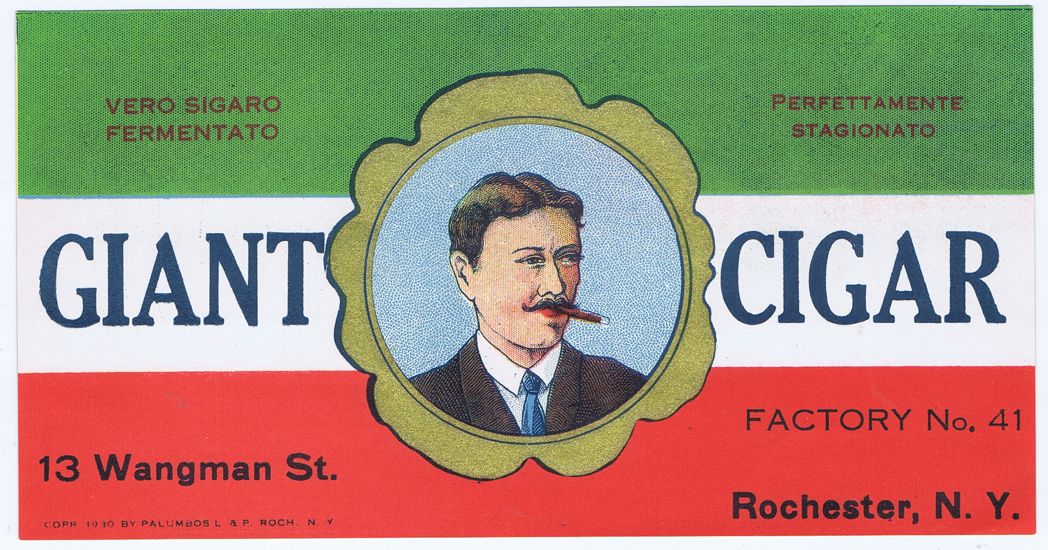 VERO SIGARO
FERMENTATO
PERFETTAMENTE
STAGIONATO
GIANT CIGAR
FACTORY No. 41
13 Wangman St.
Rochester, N. Y.
COPR 1930 BY PALUMBOS L & P. ROCH. N. Y